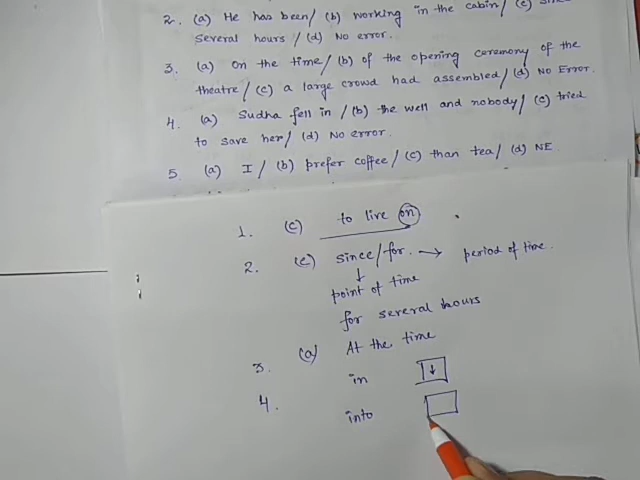 2. (a) He has been/ (b) working in the cabin/ (c) since
several hours / (d) No error.
3. (a) On the time/ (b) of the opening ceremony of the
theatre/ (c) a large crowd had assembled/ (d) No Error.
4. (a) Sudha fell in / (b) the well and nobody/ (c) tried
to save her/ (d) No error.
5. (a) I / (b) prefer coffee/ (c) than tea/ (d) NE.
1. (c) to live on
2. (c) since/for. → period of time.
↓
point of time
for several hours
3. (a) At the time
in ↓
4.
into